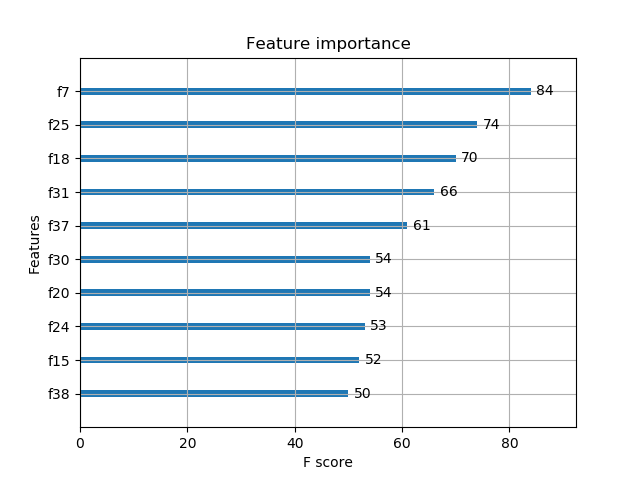 Feature importance
f7 84
f25 74
f18 70
f31 66
f37 61
f30 54
f20 54
f24 53
f15 52
f38 50
Features
0 20 40 60 80
F score